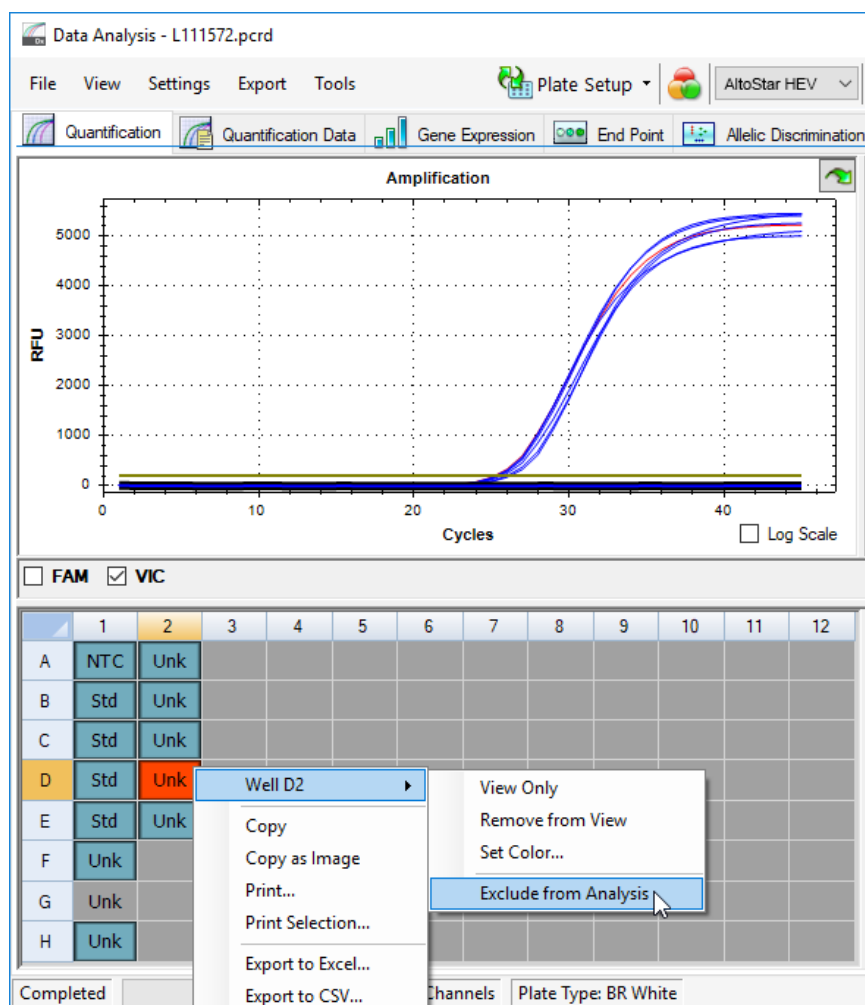 Data Analysis - L111572.pcrd
File View Settings Export Tools Plate Setup AltoStar HEV
Quantification Quantification Data Gene Expression End Point Allelic Discrimination
Amplification
5000
4000
3000
2000
1000
0
RFU
0 10 20 30 40
Cycles
Log Scale
FAM VIC
1 2 3 4 5 6 7 8 9 10 11 12
A NTC Unk
B Std Unk
C Std Unk
D Std Unk
E Std Unk
F Unk
G Unk
H Unk
Well D2
Copy
Copy as Image
Print...
Print Selection...
Export to Excel...
Export to CSV...
View Only
Remove from View
Set Color...
Exclude from Analysis
Completed Channels Plate Type: BR White